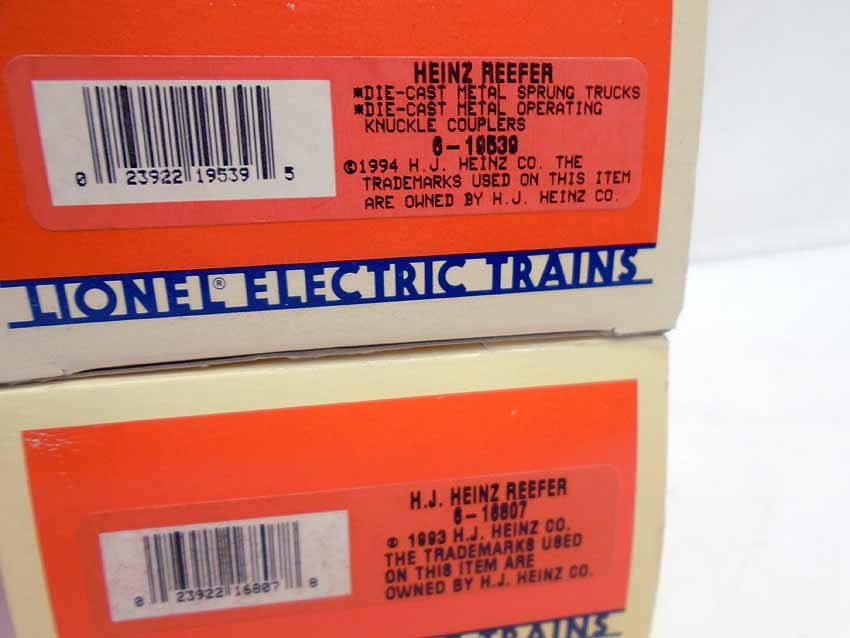 HEINZ REEFER
*DIE-CAST METAL SPRUNG TRUCKS
*DIE-CAST METAL OPERATING
KNUCKLE COUPLERS
6-19539
©1994 H.J. HEINZ CO. THE
TRADEMARKS USED ON THIS ITEM
ARE OWNED BY H.J. HEINZ CO.
0 23922 19539 5
LIONEL® ELECTRIC TRAINS
H.J. HEINZ REEFER
6-16807
© 1993 H.J. HEINZ CO.
THE TRADEMARKS USED
ON THIS ITEM ARE
OWNED BY H.J. HEINZ CO.
0 23922 16807 8
TRAINS